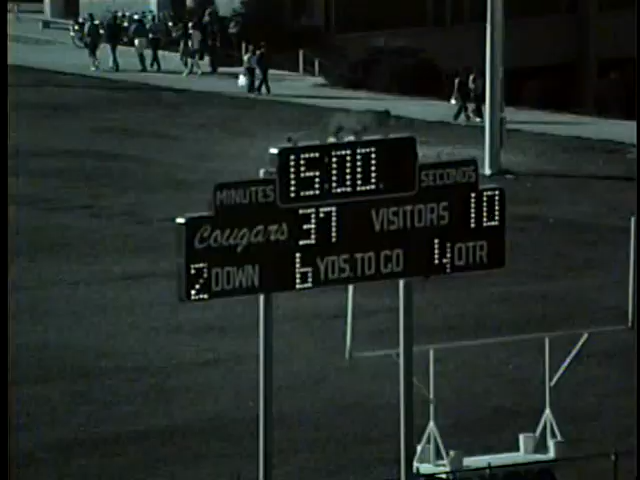 MINUTES 15:00 SECONDS
Cougars 37 VISITORS 10
2 DOWN 6 YDS. TO GO 4 QTR